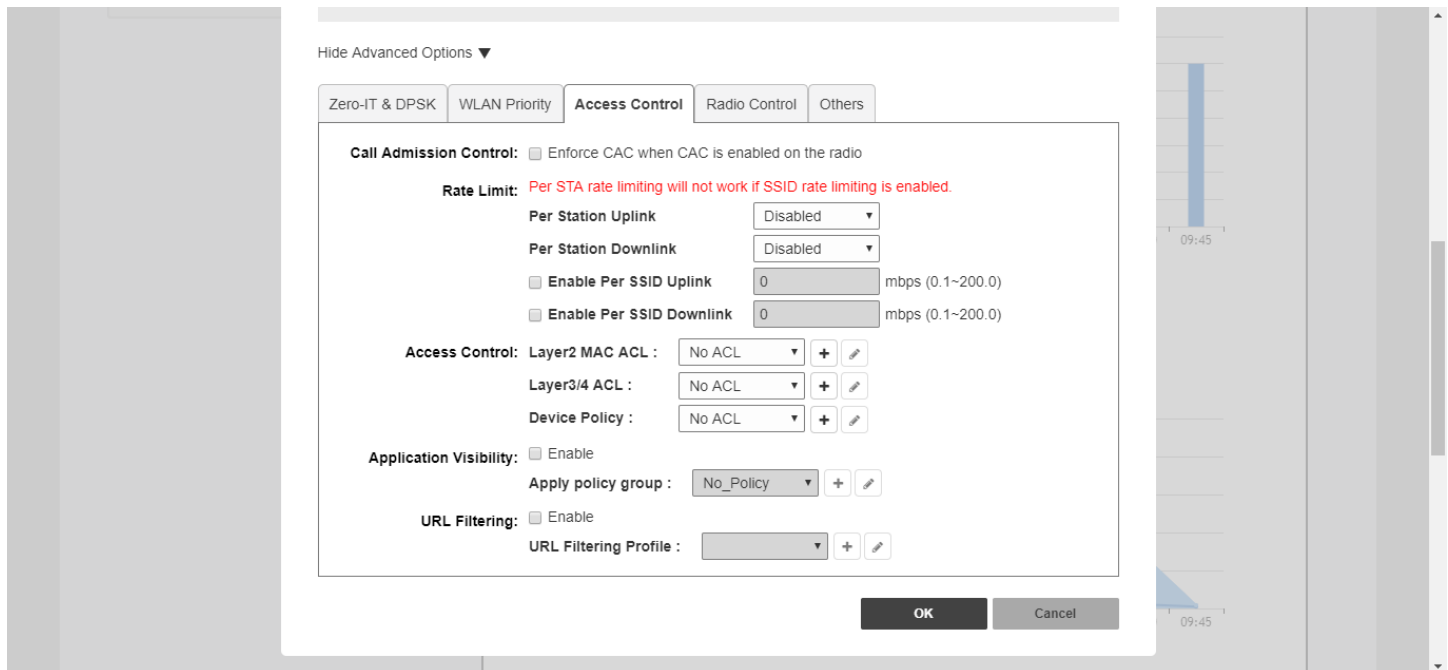 Hide Advanced Options ▼
Zero-IT & DPSK WLAN Priority Access Control Radio Control Others
Call Admission Control: Enforce CAC when CAC is enabled on the radio
Rate Limit: Per STA rate limiting will not work if SSID rate limiting is enabled.
Per Station Uplink Disabled
Per Station Downlink Disabled
Enable Per SSID Uplink 0 mbps (0.1~200.0)
Enable Per SSID Downlink 0 mbps (0.1~200.0)
Access Control: Layer2 MAC ACL : No ACL
Layer3/4 ACL : No ACL
Device Policy : No ACL
Application Visibility: Enable
Apply policy group : No_Policy
URL Filtering: Enable
URL Filtering Profile :
OK Cancel
09:45
09:45